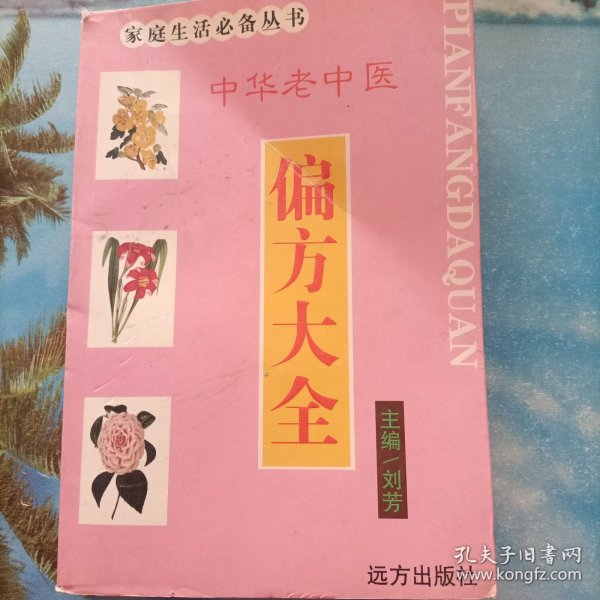 家庭生活必备丛书
中华老中医
偏方大全
PIANFANGDAQUAN
主编/刘芳
远方出版社
孔夫子旧书网
www.kongfz.com